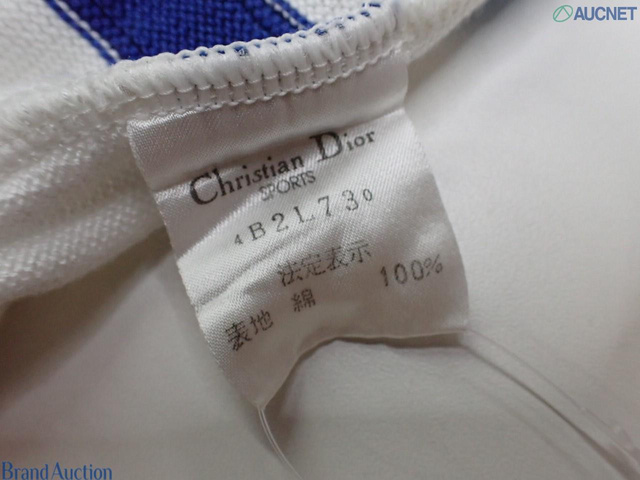 AUCNET
Christian Dior
SPORTS
4B2L730
法定表示
表地 綿 100%
Brand Auction